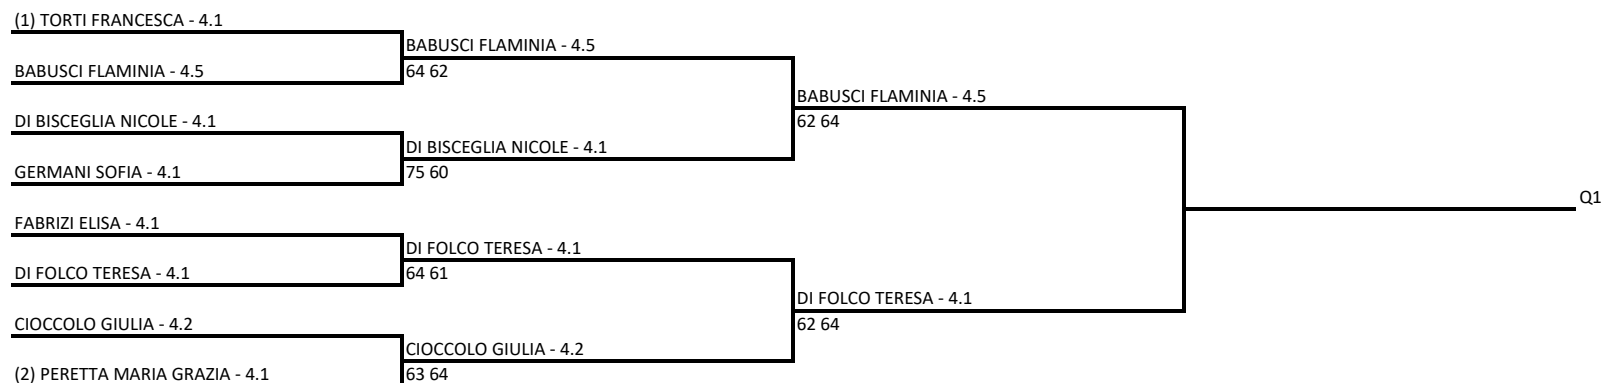 (1) TORTI FRANCESCA - 4.1
BABUSCI FLAMINIA - 4.5
BABUSCI FLAMINIA - 4.5
64 62
BABUSCI FLAMINIA - 4.5
62 64
DI BISCEGLIA NICOLE - 4.1
DI BISCEGLIA NICOLE - 4.1
GERMANI SOFIA - 4.1
75 60
Q1
FABRIZI ELISA - 4.1
DI FOLCO TERESA - 4.1
DI FOLCO TERESA - 4.1
64 61
DI FOLCO TERESA - 4.1
62 64
CIOCCOLO GIULIA - 4.2
CIOCCOLO GIULIA - 4.2
(2) PERETTA MARIA GRAZIA - 4.1
63 64